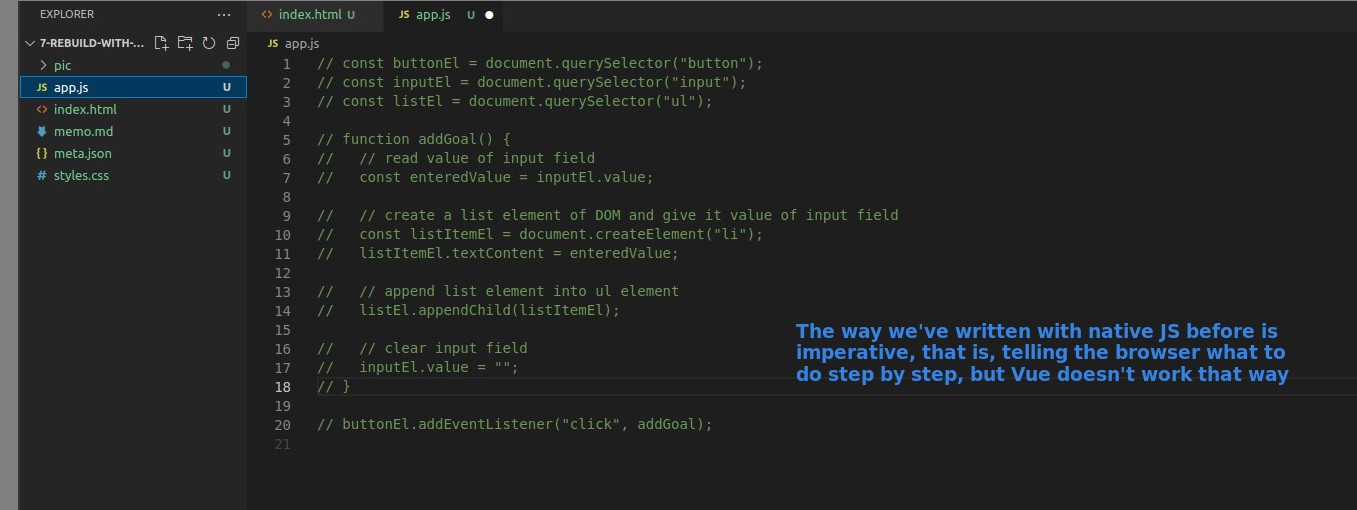 EXPLORER
7-REBUILD-WITH-...
pic
JS app.js U
<> index.html U
memo.md U
{} meta.json U
# styles.css U
<> index.html U
JS app.js U
JS app.js
1 // const buttonEl = document.querySelector("button");
2 // const inputEl = document.querySelector("input");
3 // const listEl = document.querySelector("ul");
4
5 // function addGoal() {
6 //   // read value of input field
7 //   const enteredValue = inputEl.value;
8
9 //   // create a list element of DOM and give it value of input field
10 //   const listItemEl = document.createElement("li");
11 //   listItemEl.textContent = enteredValue;
12
13 //   // append list element into ul element
14 //   listEl.appendChild(listItemEl);
15
16 //   // clear input field
17 //   inputEl.value = "";
18 // }
19
20 // buttonEl.addEventListener("click", addGoal);
21
The way we've written with native JS before is
imperative, that is, telling the browser what to
do step by step, but Vue doesn't work that way